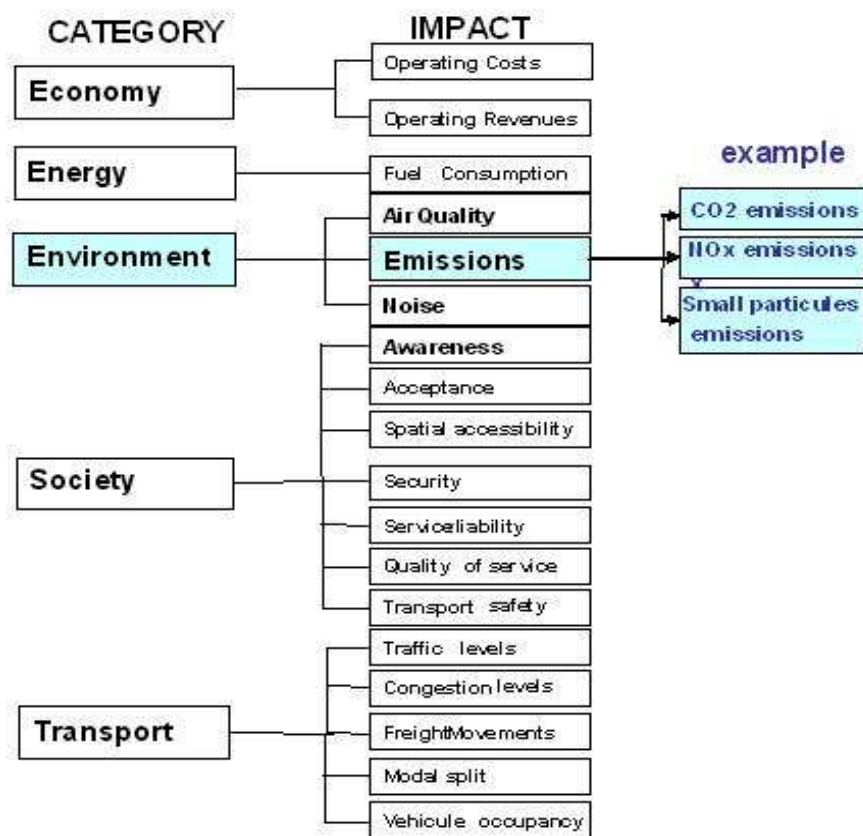 CATEGORY
IMPACT
Economy
Operating Costs
Operating Revenues
Energy
Fuel Consumption
Environment
Air Quality
Emissions
Noise
example
CO2 emissions
NOx emissions
x
Small particules
emissions
Society
Awareness
Acceptance
Spatial accessibility
Security
Serviceliability
Quality of service
Transport safety
Transport
Traffic levels
Congestion levels
FreightMovements
Modal split
Vehicule occupancy